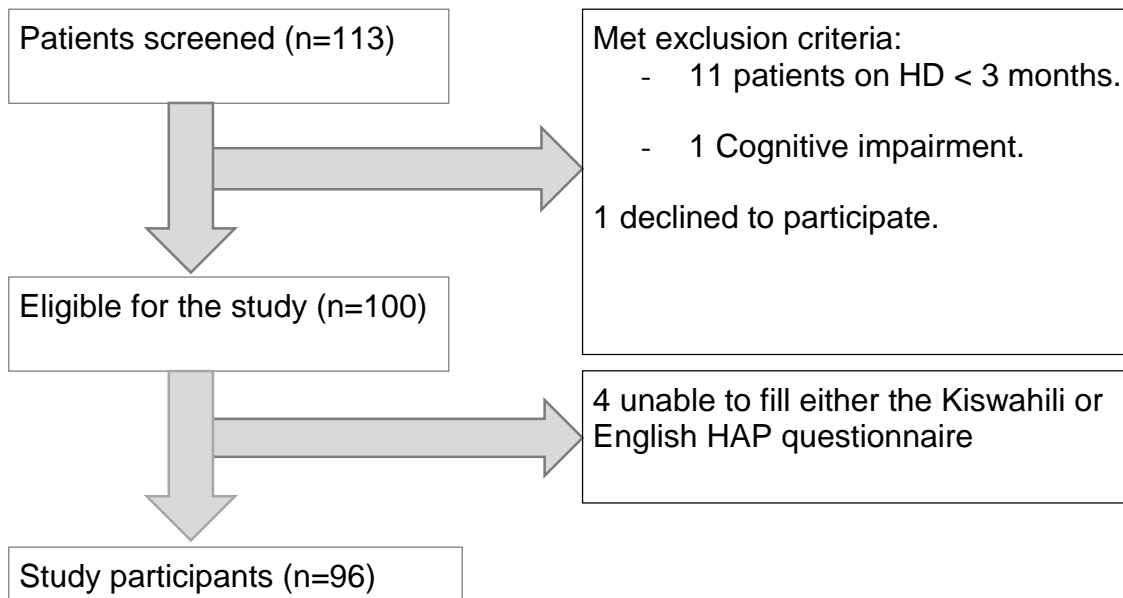 Patients screened (n=113)
Met exclusion criteria:
- 11 patients on HD < 3 months.
- 1 Cognitive impairment.
1 declined to participate.
Eligible for the study (n=100)
4 unable to fill either the Kiswahili or
English HAP questionnaire
Study participants (n=96)